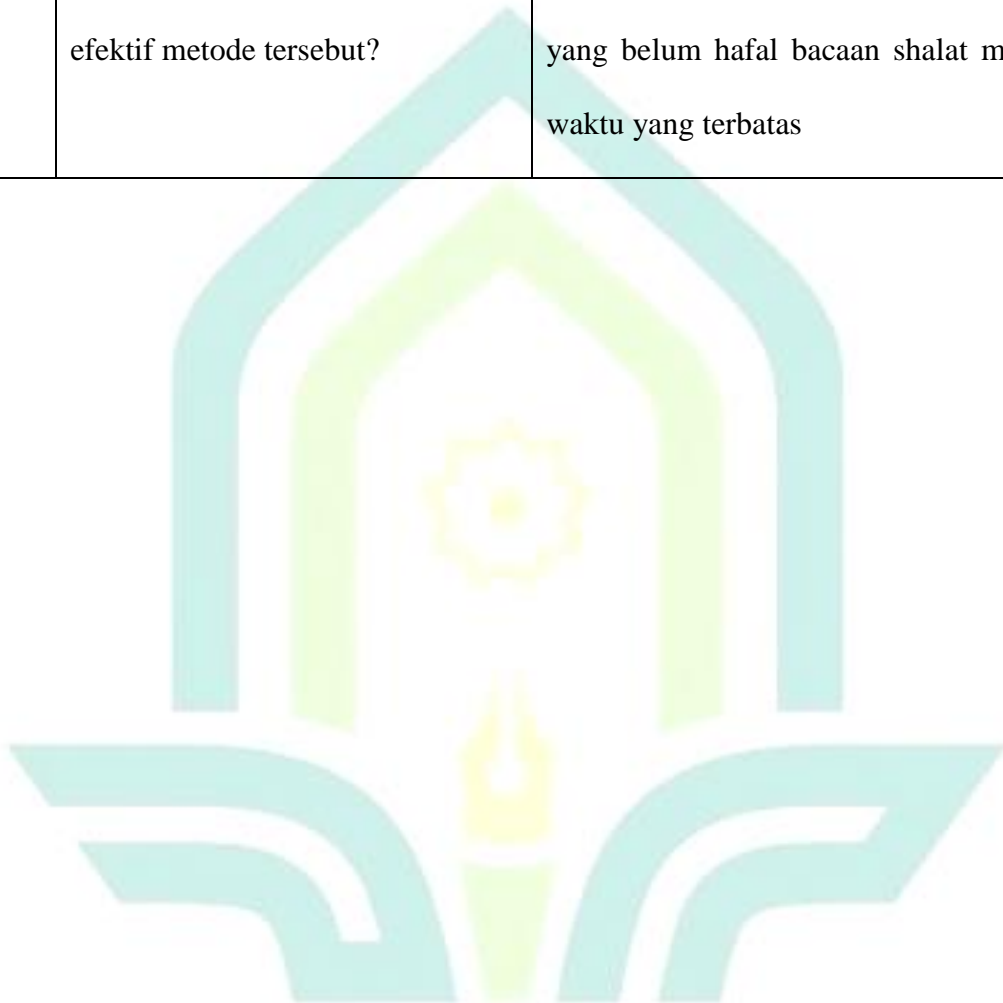 efektif metode tersebut?
yang belum hafal bacaan shalat
waktu yang terbatas